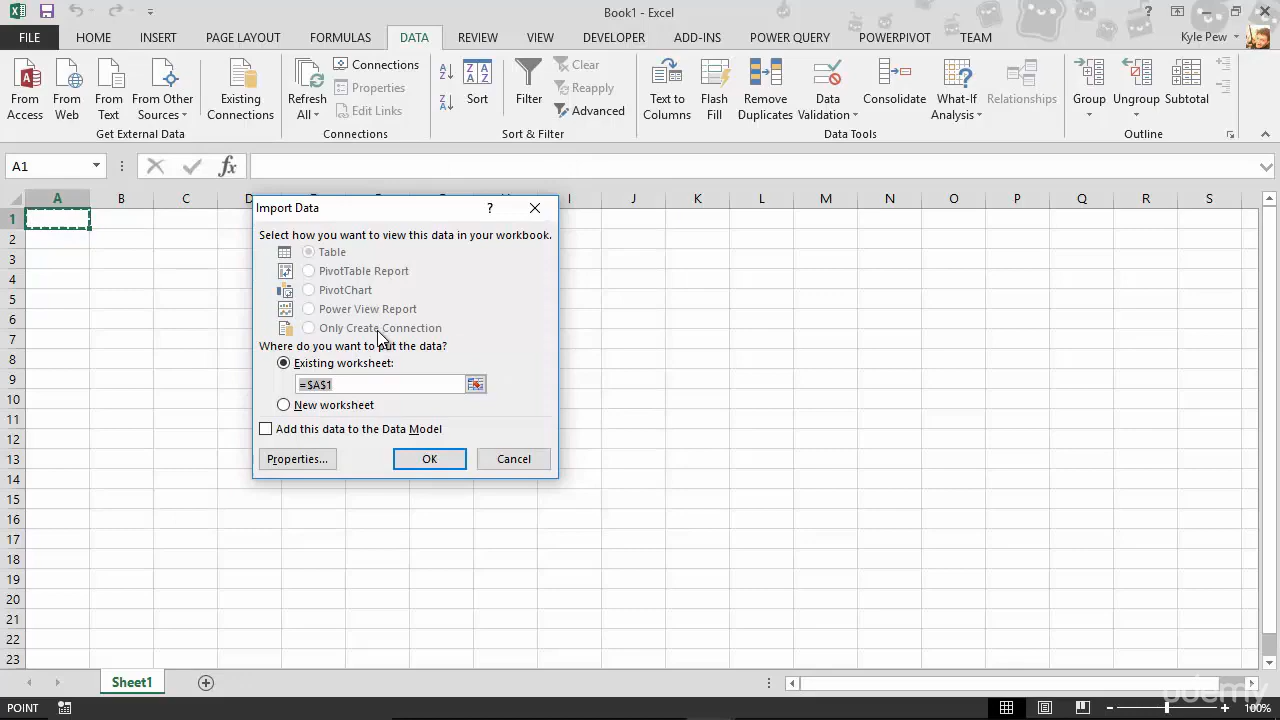 Book1 - Excel
FILE HOME INSERT PAGE LAYOUT FORMULAS DATA REVIEW VIEW DEVELOPER ADD-INS POWER QUERY POWERPIVOT TEAM Kyle Pew
From Access
From Web
From Text
From Other Sources
Existing Connections
Get External Data
Refresh All
Connections
Properties
Edit Links
Connections
Sort
Filter
Clear
Reapply
Advanced
Sort & Filter
Text to Columns
Flash Fill
Remove Duplicates
Data Validation
Consolidate
What-If Analysis
Relationships
Data Tools
Group
Ungroup
Subtotal
Outline
A1
fx
A B C D I J K L M N O P Q R S
1
2
3
4
5
6
7
8
9
10
11
12
13
14
15
16
17
18
19
20
21
22
23
Import Data ?
Select how you want to view this data in your workbook.
Table
PivotTable Report
PivotChart
Power View Report
Only Create Connection
Where do you want to put the data?
Existing worksheet:
=$A$1
New worksheet
Add this data to the Data Model
Properties... OK Cancel
Sheet1
udemy
POINT 100%